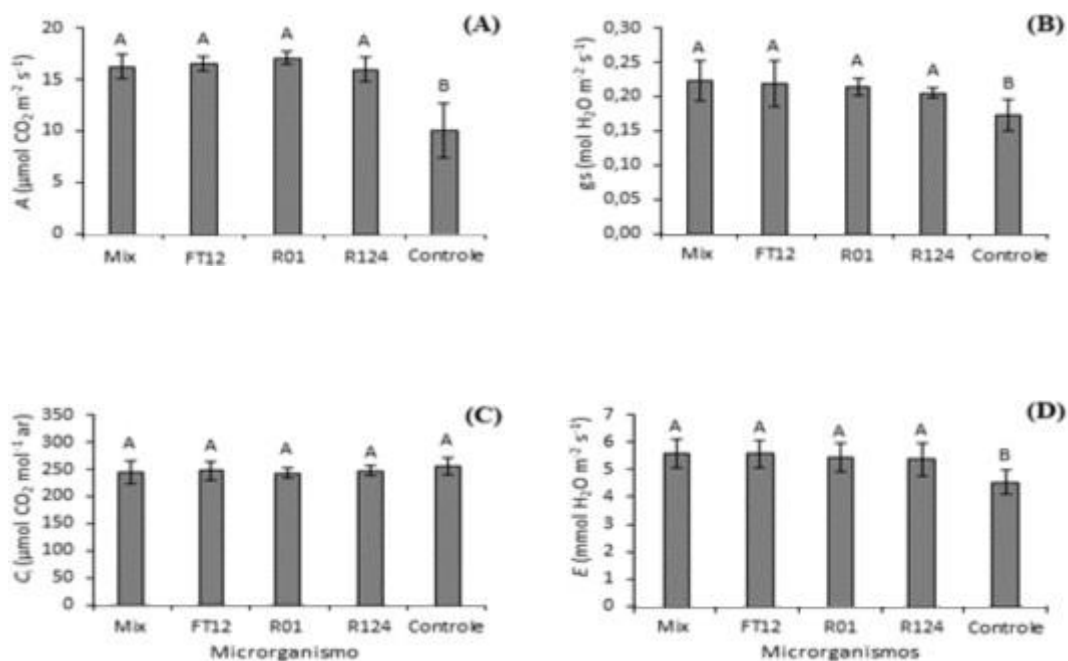 (A)
A (µmol CO₂ m⁻² s⁻¹)
20
15
10
5
0
A A A A B
Mix FT12 R01 R124 Controle
(B)
gs (mol H₂O m⁻² s⁻¹)
0,30
0,25
0,20
0,15
0,10
0,05
0,00
A A A A B
Mix FT12 R01 R124 Controle
(C)
Cᵢ (µmol CO₂ mol⁻¹ ar)
350
300
250
200
150
100
50
0
A A A A A
Mix FT12 R01 R124 Controle
Microrganismo
(D)
E (mmol H₂O m⁻² s⁻¹)
7
6
5
4
3
2
1
0
A A A A B
Mix FT12 R01 R124 Controle
Microrganismos